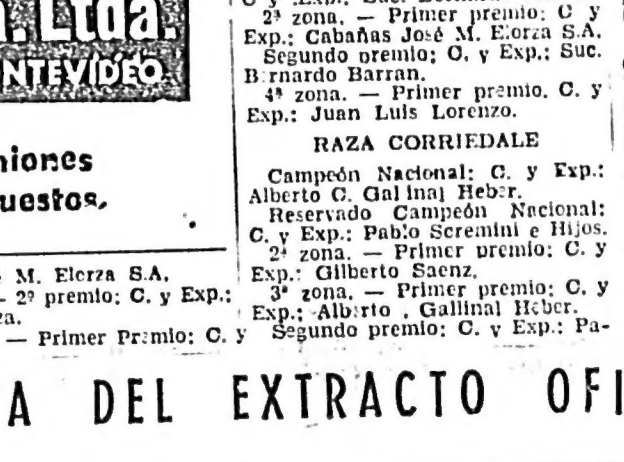 n. Ltda.
NTEVIDEO
niones
uestos.
M. Elorza S.A.
— 2º premio: C. y Exp.:
za.
— Primer Premio: C. y
2ª zona. — Primer premio: C y
Exp.: Cabañas José M. Elorza S.A.
Segundo premio; C. y Exp.: Suc.
Bernardo Barran.
4ª zona. — Primer premio. C. y
Exp.: Juan Luis Lorenzo.
RAZA CORRIEDALE
Campeón Nacional: C. y Exp.:
Alberto C. Gallinal Heber.
Reservado Campeón Nacional:
C. y Exp.: Pablo Scremini e Hijos.
2ª zona. — Primer premio: C. y
Exp.: Gilberto Saenz.
3ª zona. — Primer premio: C. y
Exp.: Alberto . Gallinal Heber.
Segundo premio: C. y Exp.: Pa-
A DEL EXTRACTO OFI